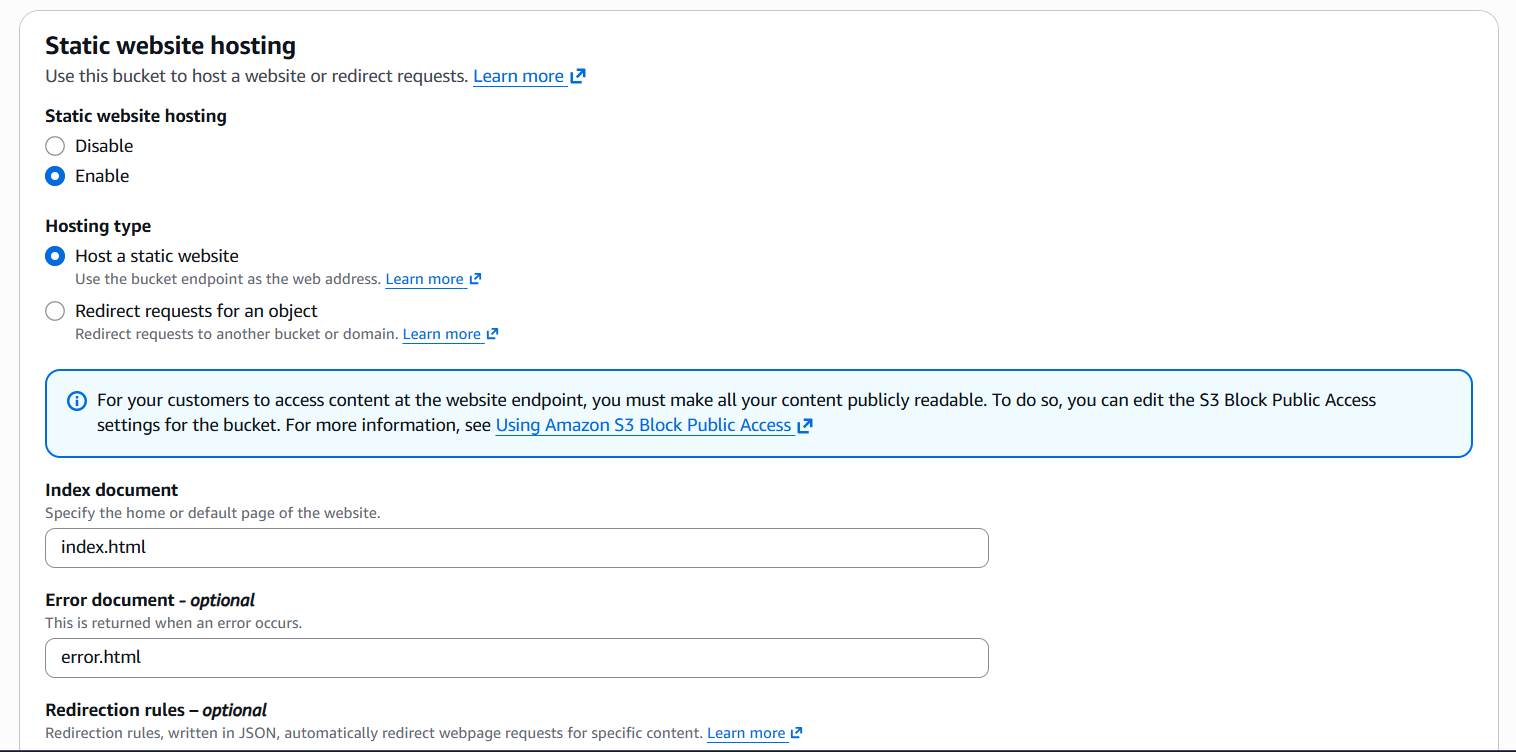 Static website hosting
Use this bucket to host a website or redirect requests. Learn more
Static website hosting
Disable
Enable
Hosting type
Host a static website
Use the bucket endpoint as the web address. Learn more
Redirect requests for an object
Redirect requests to another bucket or domain. Learn more
For your customers to access content at the website endpoint, you must make all your content publicly readable. To do so, you can edit the S3 Block Public Access
settings for the bucket. For more information, see Using Amazon S3 Block Public Access
Index document
Specify the home or default page of the website.
index.html
Error document - optional
This is returned when an error occurs.
error.html
Redirection rules – optional
Redirection rules, written in JSON, automatically redirect webpage requests for specific content. Learn more